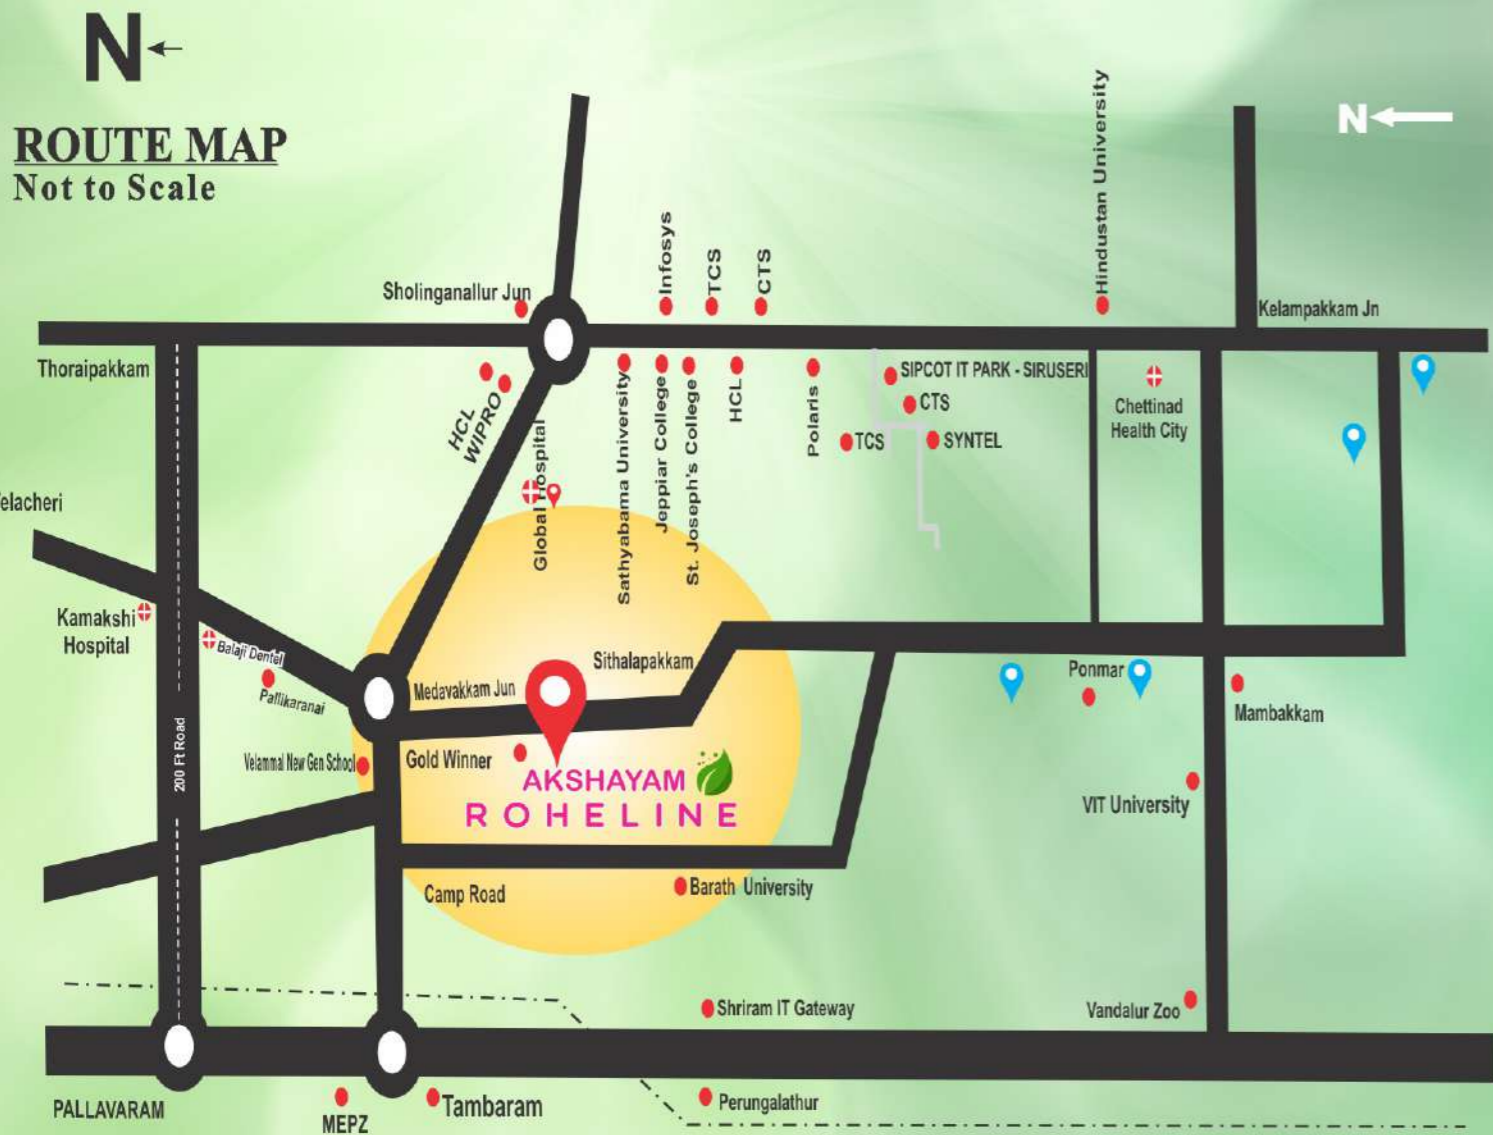 N
N
ROUTE MAP
Not to Scale
Hindustan University
Infosys
TCS
CTS
Sholinganallur Jun
Kelampakkam Jn
Thoraipakkam
HCL
WIPRO
Global Hospital
Sathyabama University
Jeppiar College
St. Joseph's College
HCL
Polaris
SIPCOT IT PARK - SIRUSERI
CTS
TCS
SYNTEL
Chettinad
Health City
elacheri
Kamakshi
Hospital
Balaji Dentel
Pallikaranai
Medavakkam Jun
Sithalapakkam
Ponmar
Mambakkam
200 Ft Road
Velammal New Gen School
Gold Winner
AKSHAYAM
ROHELINE
VIT University
Camp Road
Barath University
Shriram IT Gateway
Vandalur Zoo
PALLAVARAM
MEPZ
Tambaram
Perungalathur